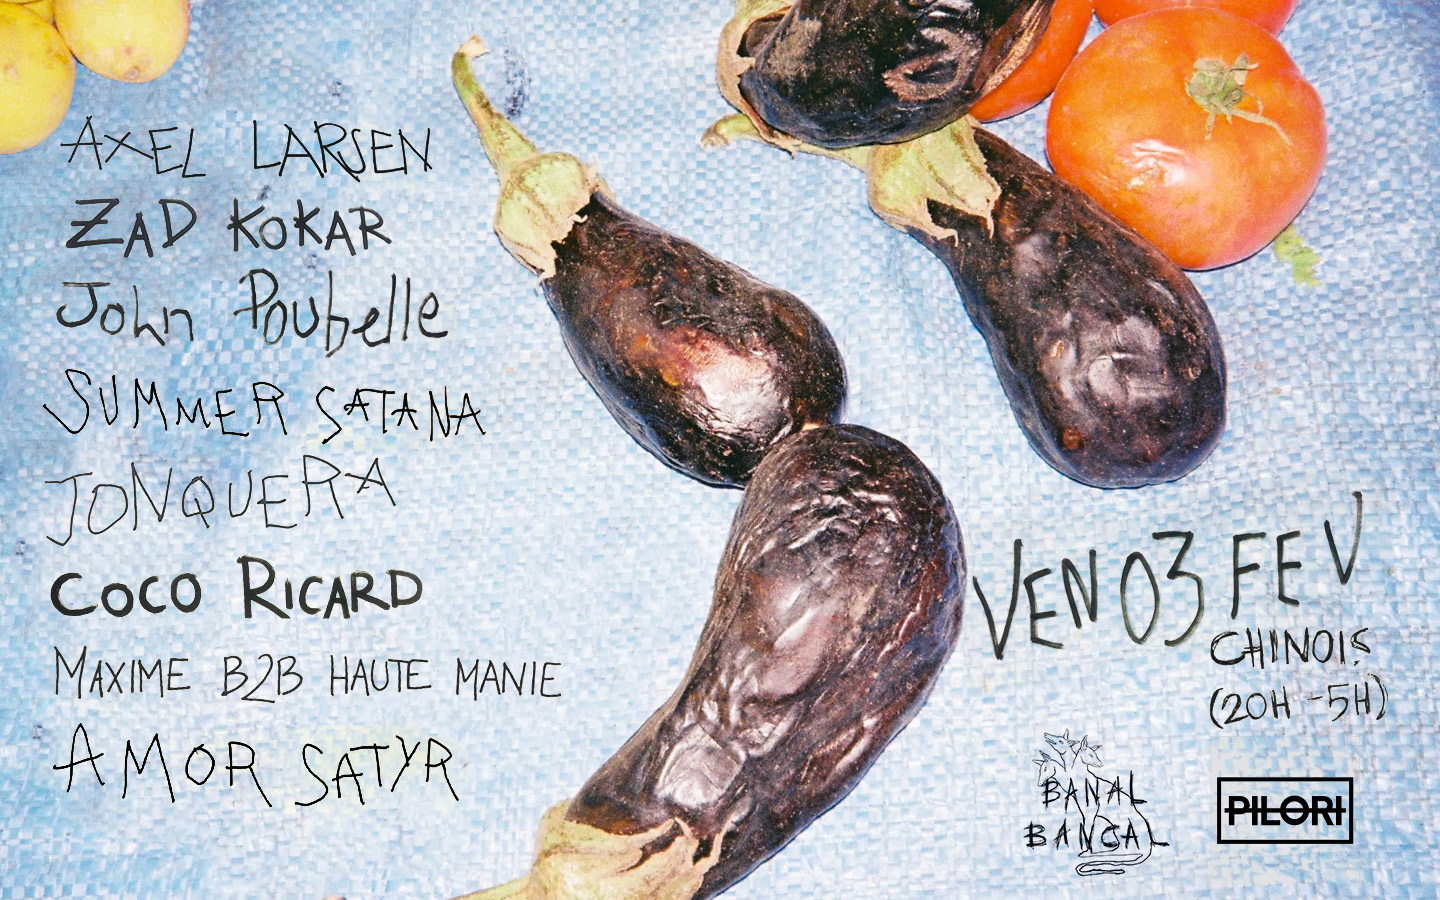 AXEL LARSEN
ZAD KOKAR
John Poubelle
SUMMER SATANA
JONQUERA
COCO RICARD
MAXIME B2B HAUTE MANIE
AMOR SATYR
VEN 03 FEV
CHINOIS
(20H - 5H)
BANAL
BANCAL
PILORI